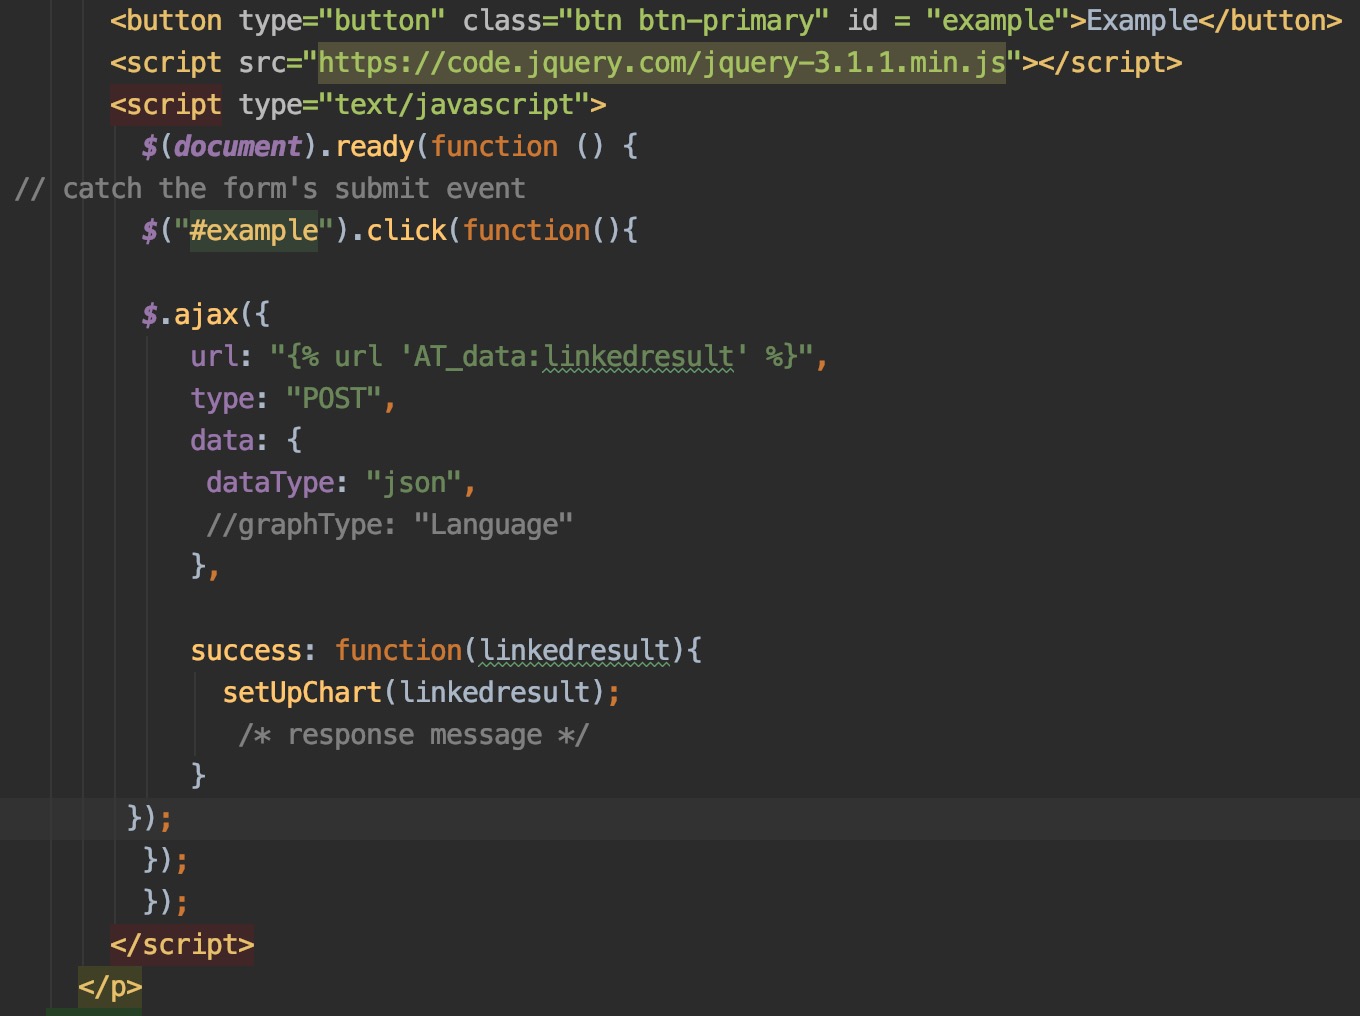 <button type="button" class="btn btn-primary" id = "example">Example</button>
<script src="https://code.jquery.com/jquery-3.1.1.min.js"></script>
<script type="text/javascript">
$(document).ready(function () {
// catch the form's submit event
$("#example").click(function(){
$.ajax({
url: "{% url 'AT_data:linkedresult' %}",
type: "POST",
data: {
dataType: "json",
//graphType: "Language"
},
success: function(linkedresult){
setUpChart(linkedresult);
/* response message */
}
});
});
});
</script>
</p>